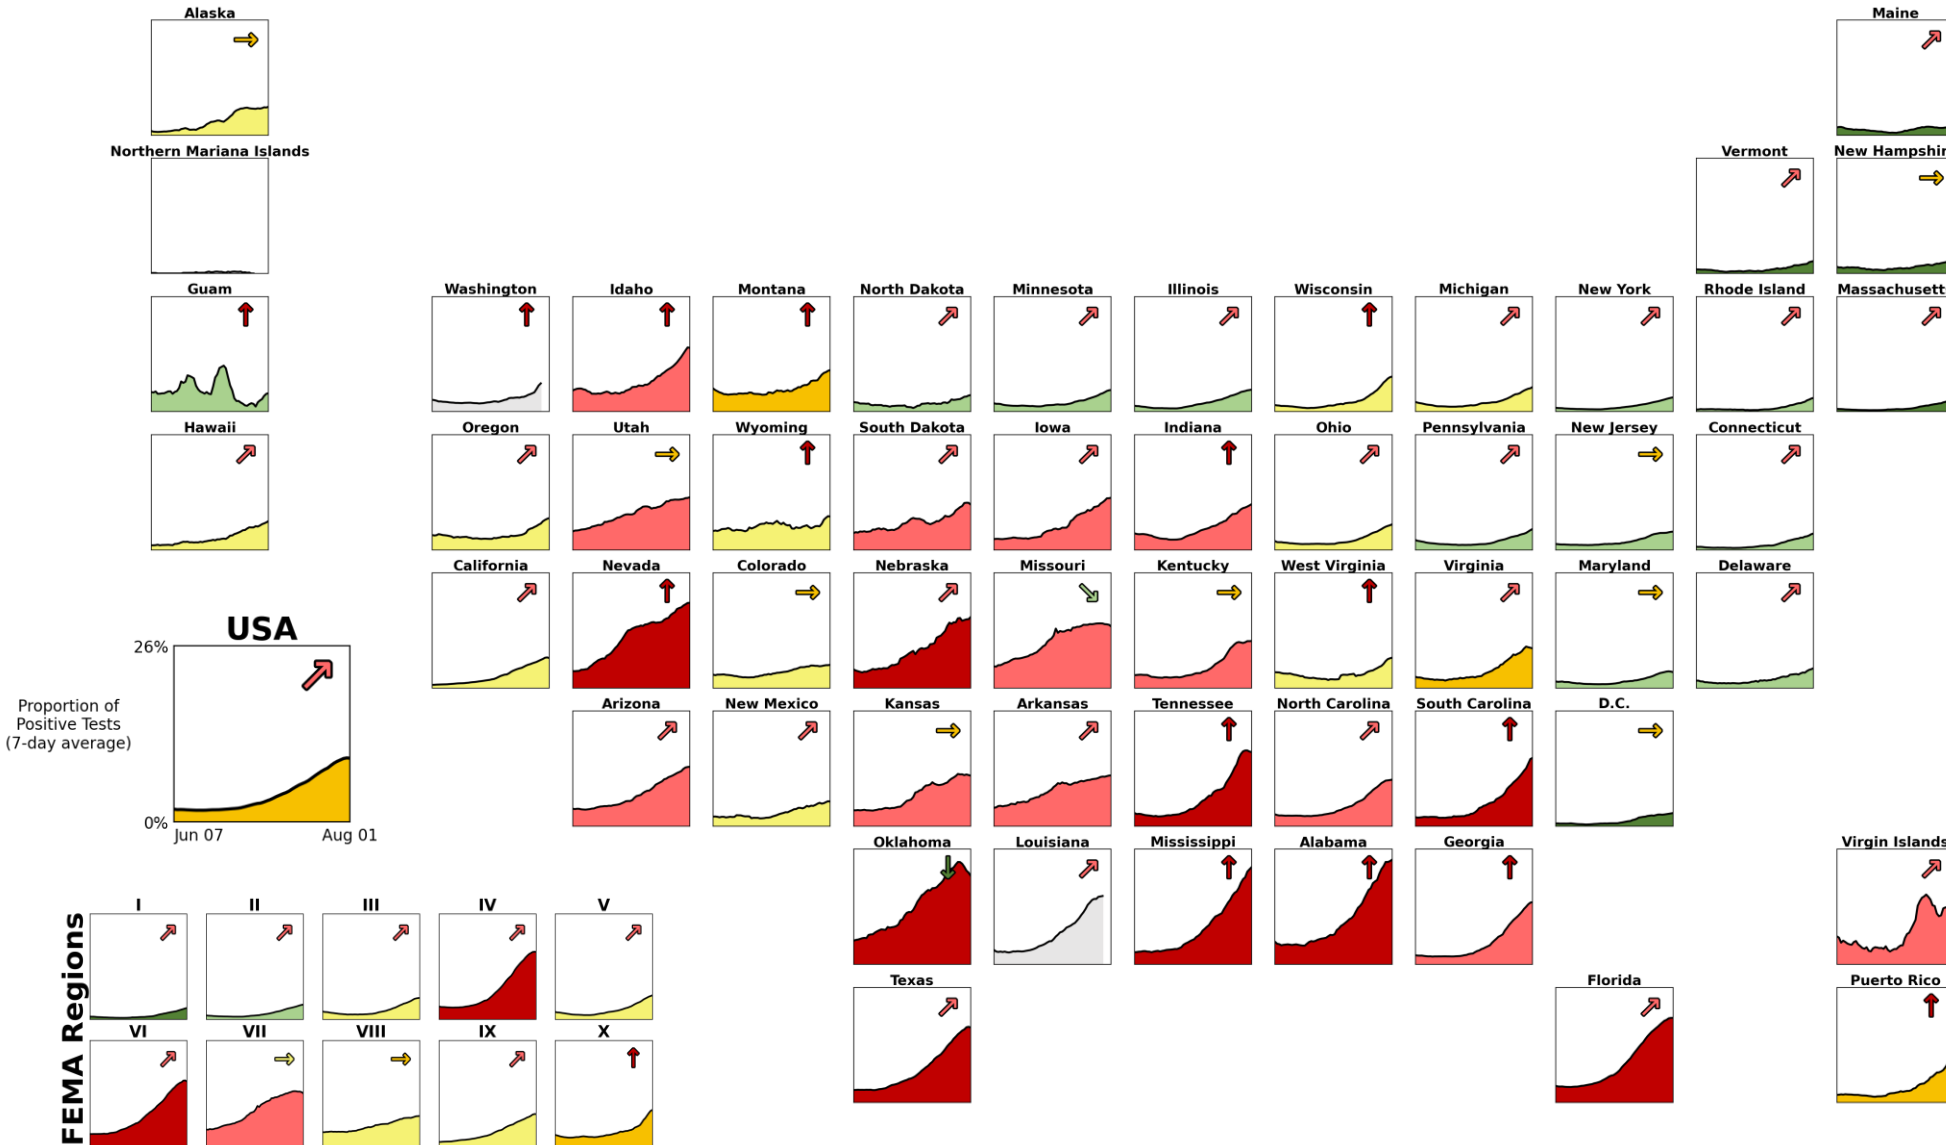 Alaska
Maine
Northern Mariana Islands
Vermont
New Hampshir
Guam
Washington
Idaho
Montana
North Dakota
Minnesota
Illinois
Wisconsin
Michigan
New York
Rhode Island
Massachusett
Hawaii
Oregon
Utah
Wyoming
South Dakota
Iowa
Indiana
Ohio
Pennsylvania
New Jersey
Connecticut
California
Nevada
Colorado
Nebraska
Missouri
Kentucky
West Virginia
Virginia
Maryland
Delaware
USA
26%
Proportion of
Positive Tests
(7-day average)
0%
Jun 07
Aug 01
Arizona
New Mexico
Kansas
Arkansas
Tennessee
North Carolina
South Carolina
D.C.
Oklahoma
Louisiana
Mississippi
Alabama
Georgia
Virgin Islands
Texas
Florida
Puerto Rico
FEMA Regions
I
II
III
IV
V
VI
VII
VIII
IX
X